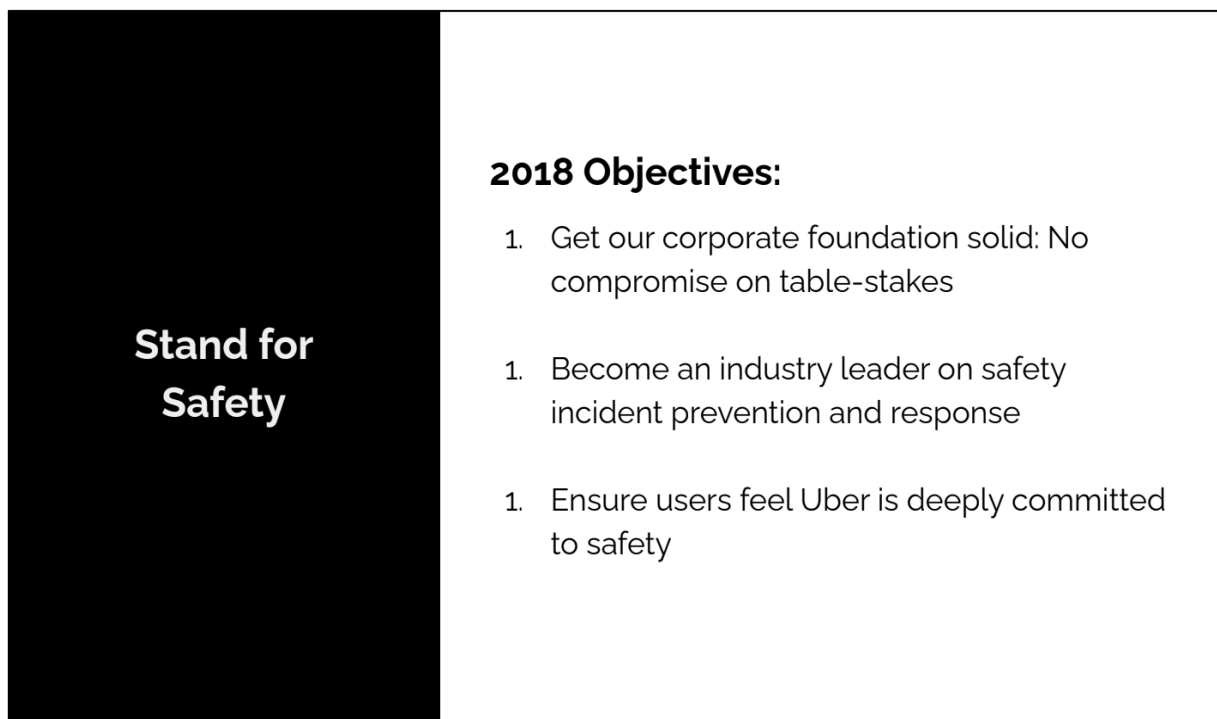 Stand for
Safety
2018 Objectives:
1. Get our corporate foundation solid: No
compromise on table-stakes
1. Become an industry leader on safety
incident prevention and response
1. Ensure users feel Uber is deeply committed
to safety